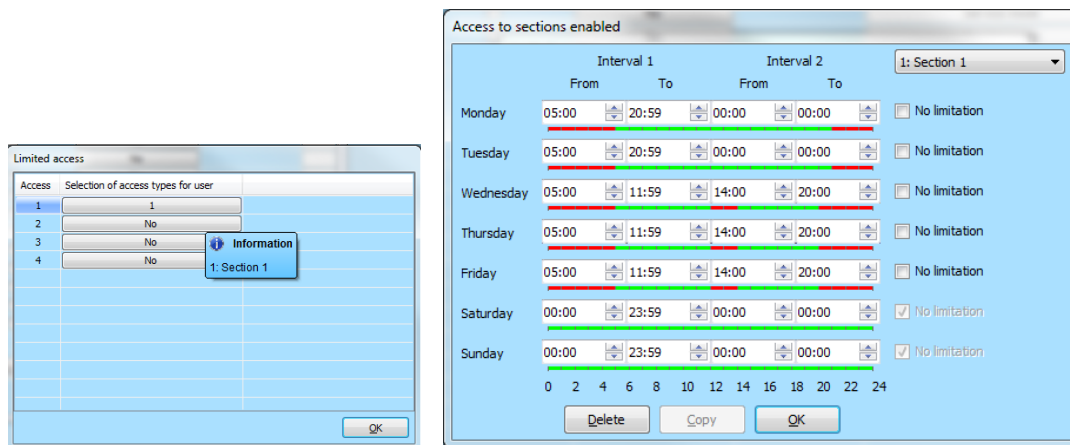 Limited access
Access Selection of access types for user
1 1
2 No
3 No
4 No
Information
1: Section 1
OK
Access to sections enabled
Interval 1 Interval 2 1: Section 1
From To From To
Monday 05:00 20:59 00:00 00:00 No limitation
Tuesday 05:00 20:59 00:00 00:00 No limitation
Wednesday 05:00 11:59 14:00 20:00 No limitation
Thursday 05:00 11:59 14:00 20:00 No limitation
Friday 05:00 11:59 14:00 20:00 No limitation
Saturday 00:00 23:59 00:00 00:00 No limitation
Sunday 00:00 23:59 00:00 00:00 No limitation
0 2 4 6 8 10 12 14 16 18 20 22 24
Delete Copy OK